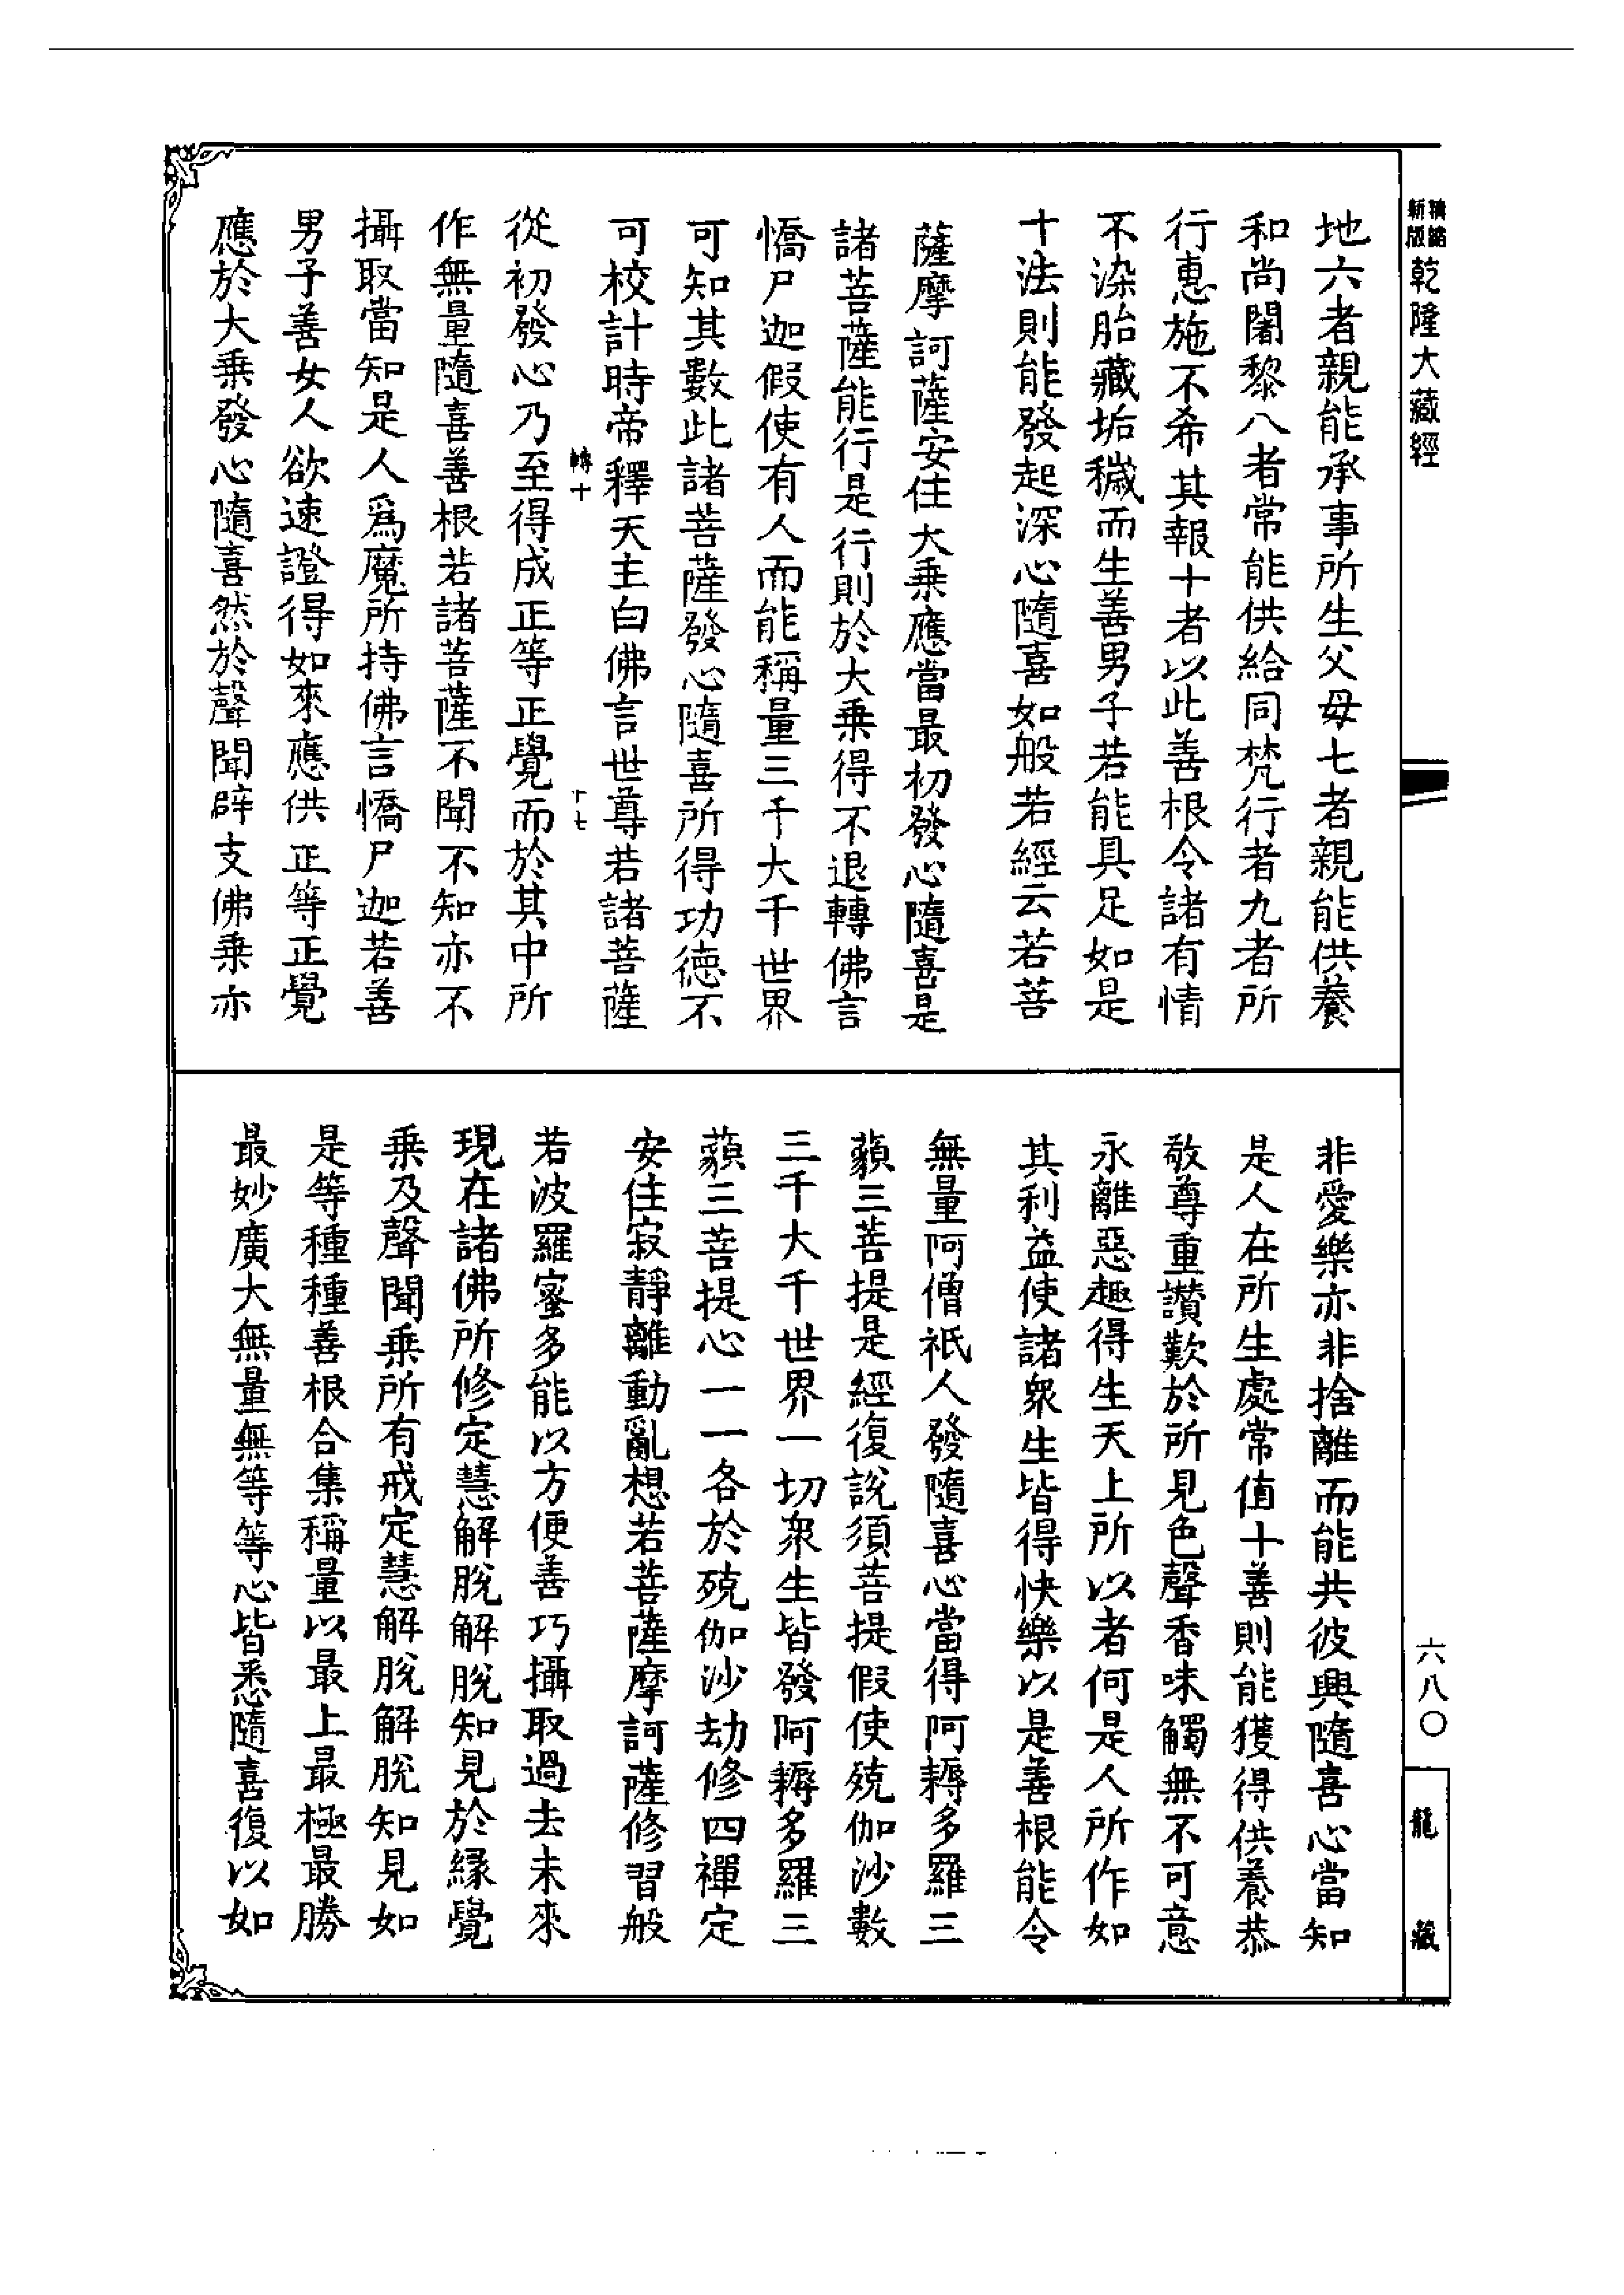 精縮
新版
乾隆大藏經
地六者親能承事所生父母七者親能供養
和尚闍黎八者常能供給同梵行者九者所
行惠施不希其報十者以此善根令諸有情
不染胎藏垢穢而生善男子若能具足如是
十法則能發起深心隨喜如般若經云若菩
薩摩訶薩安住大乗應當最初發心隨喜是
諸菩薩能行是行則於大乗得不退轉佛言
憍尸迦假使有人而能稱量三千大千世界
可知其數此諸菩薩發心隨喜所得功德不
可校計時帝釋天主白佛言世尊若諸菩薩
轉十
十七
從初發心乃至得成正等正覺而於其中所
作無量隨喜善根若諸菩薩不聞不知亦不
攝取當知是人爲魔所持佛言憍尸迦若善
男子善女人欲速證得如來應供正等正覺
應於大乗發心隨喜然於聲聞辟支佛乗亦
非愛樂亦非捨離而能共彼興隨喜心當知
是人在所生處常值十善則能獲得供養恭
敬尊重讚歎於所見色聲香味觸無不可意
永離惡趣得生天上所以者何是人所作如
其利益使諸衆生皆得快樂以是善根能令
無量阿僧祇人發隨喜心當得阿耨多羅三
藐三菩提是經復說須菩提假使殑伽沙數
三千大千世界一切衆生皆發阿耨多羅三
藐三菩提心一一各於殑伽沙劫修四禪定
安住寂靜離動亂想若菩薩摩訶薩修習般
若波羅蜜多能以方便善巧攝取過去未來
現在諸佛所修定慧解脫解脫知見於緣覺
乗及聲聞乗所有戒定慧解脫解脫知見如
是等種種善根合集稱量以最上最極最勝
最妙廣大無量無等等心皆悉隨喜復以如
六八〇
龍藏